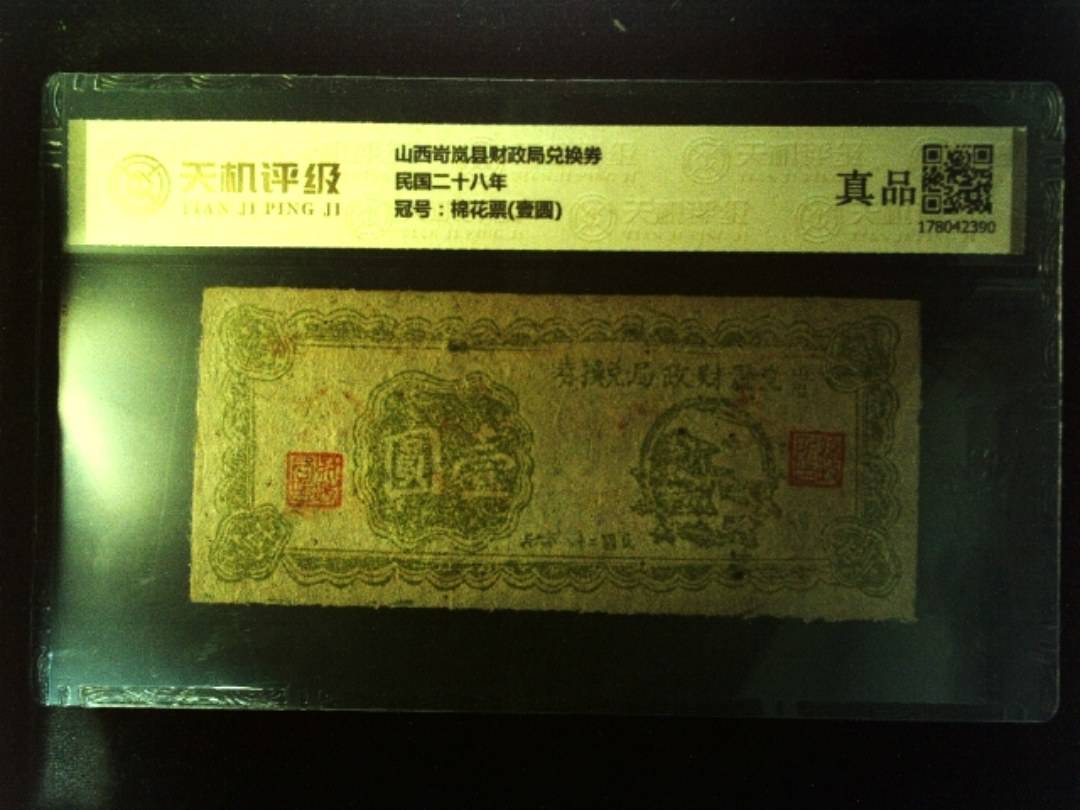 天机评级
TIAN JI PING JI
山西岢岚县财政局兑换券
民国二十八年
冠号：棉花票(壹圆)
真品
178042390
券換兌局政財
圓壹